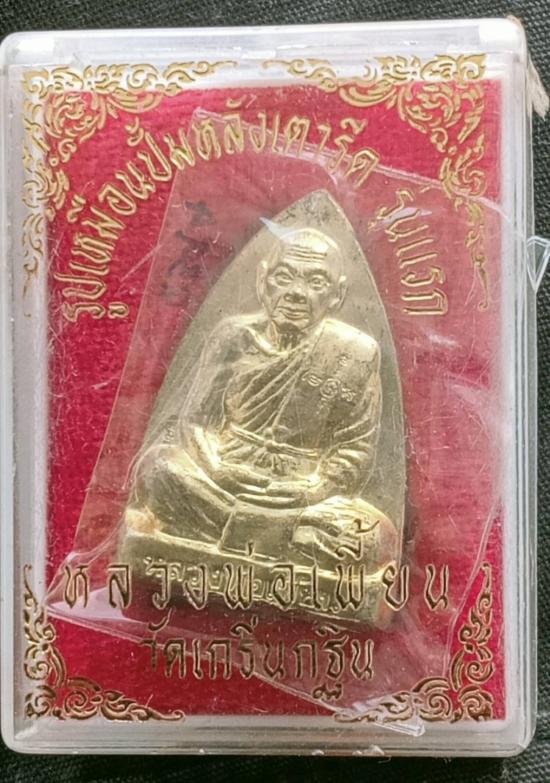 รูปเหมือนปั้มหลังเตารีด รุ่นแรก
หลวงพ่อเพี้ยน
วัดเกริ่นกฐิน